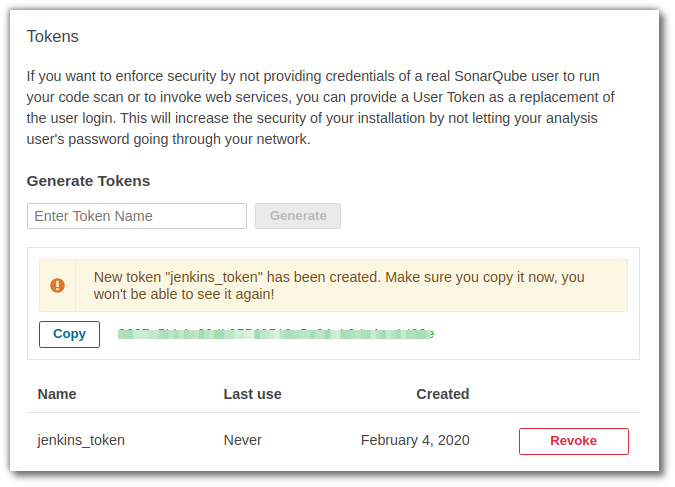 Tokens
If you want to enforce security by not providing credentials of a real SonarQube user to run
your code scan or to invoke web services, you can provide a User Token as a replacement of
the user login. This will increase the security of your installation by not letting your analysis
user's password going through your network.
Generate Tokens
Enter Token Name Generate
New token "jenkins_token" has been created. Make sure you copy it now, you
won't be able to see it again!
Copy
Name Last use Created
jenkins_token Never February 4, 2020 Revoke